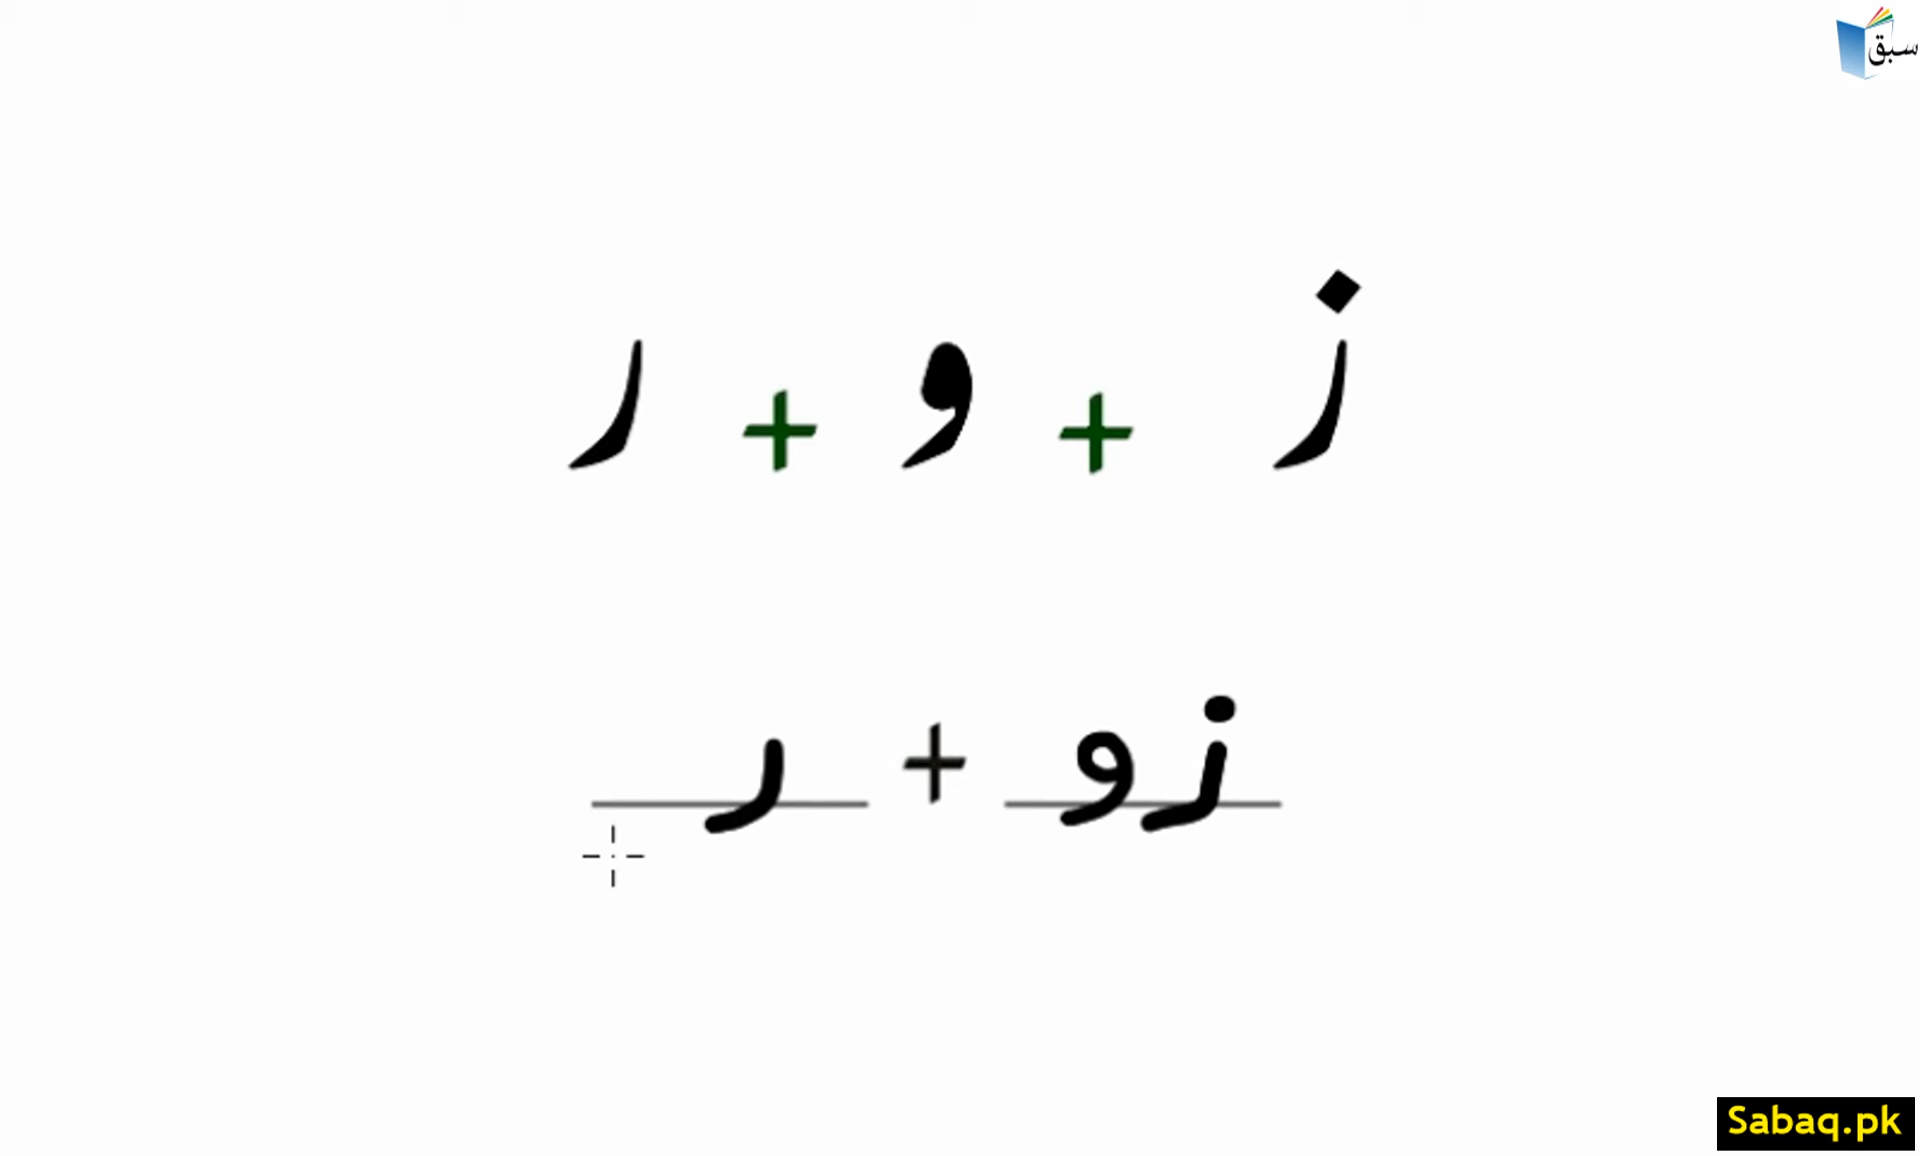 سبق
ز + و + ر
زو + ر
Sabaq.pk